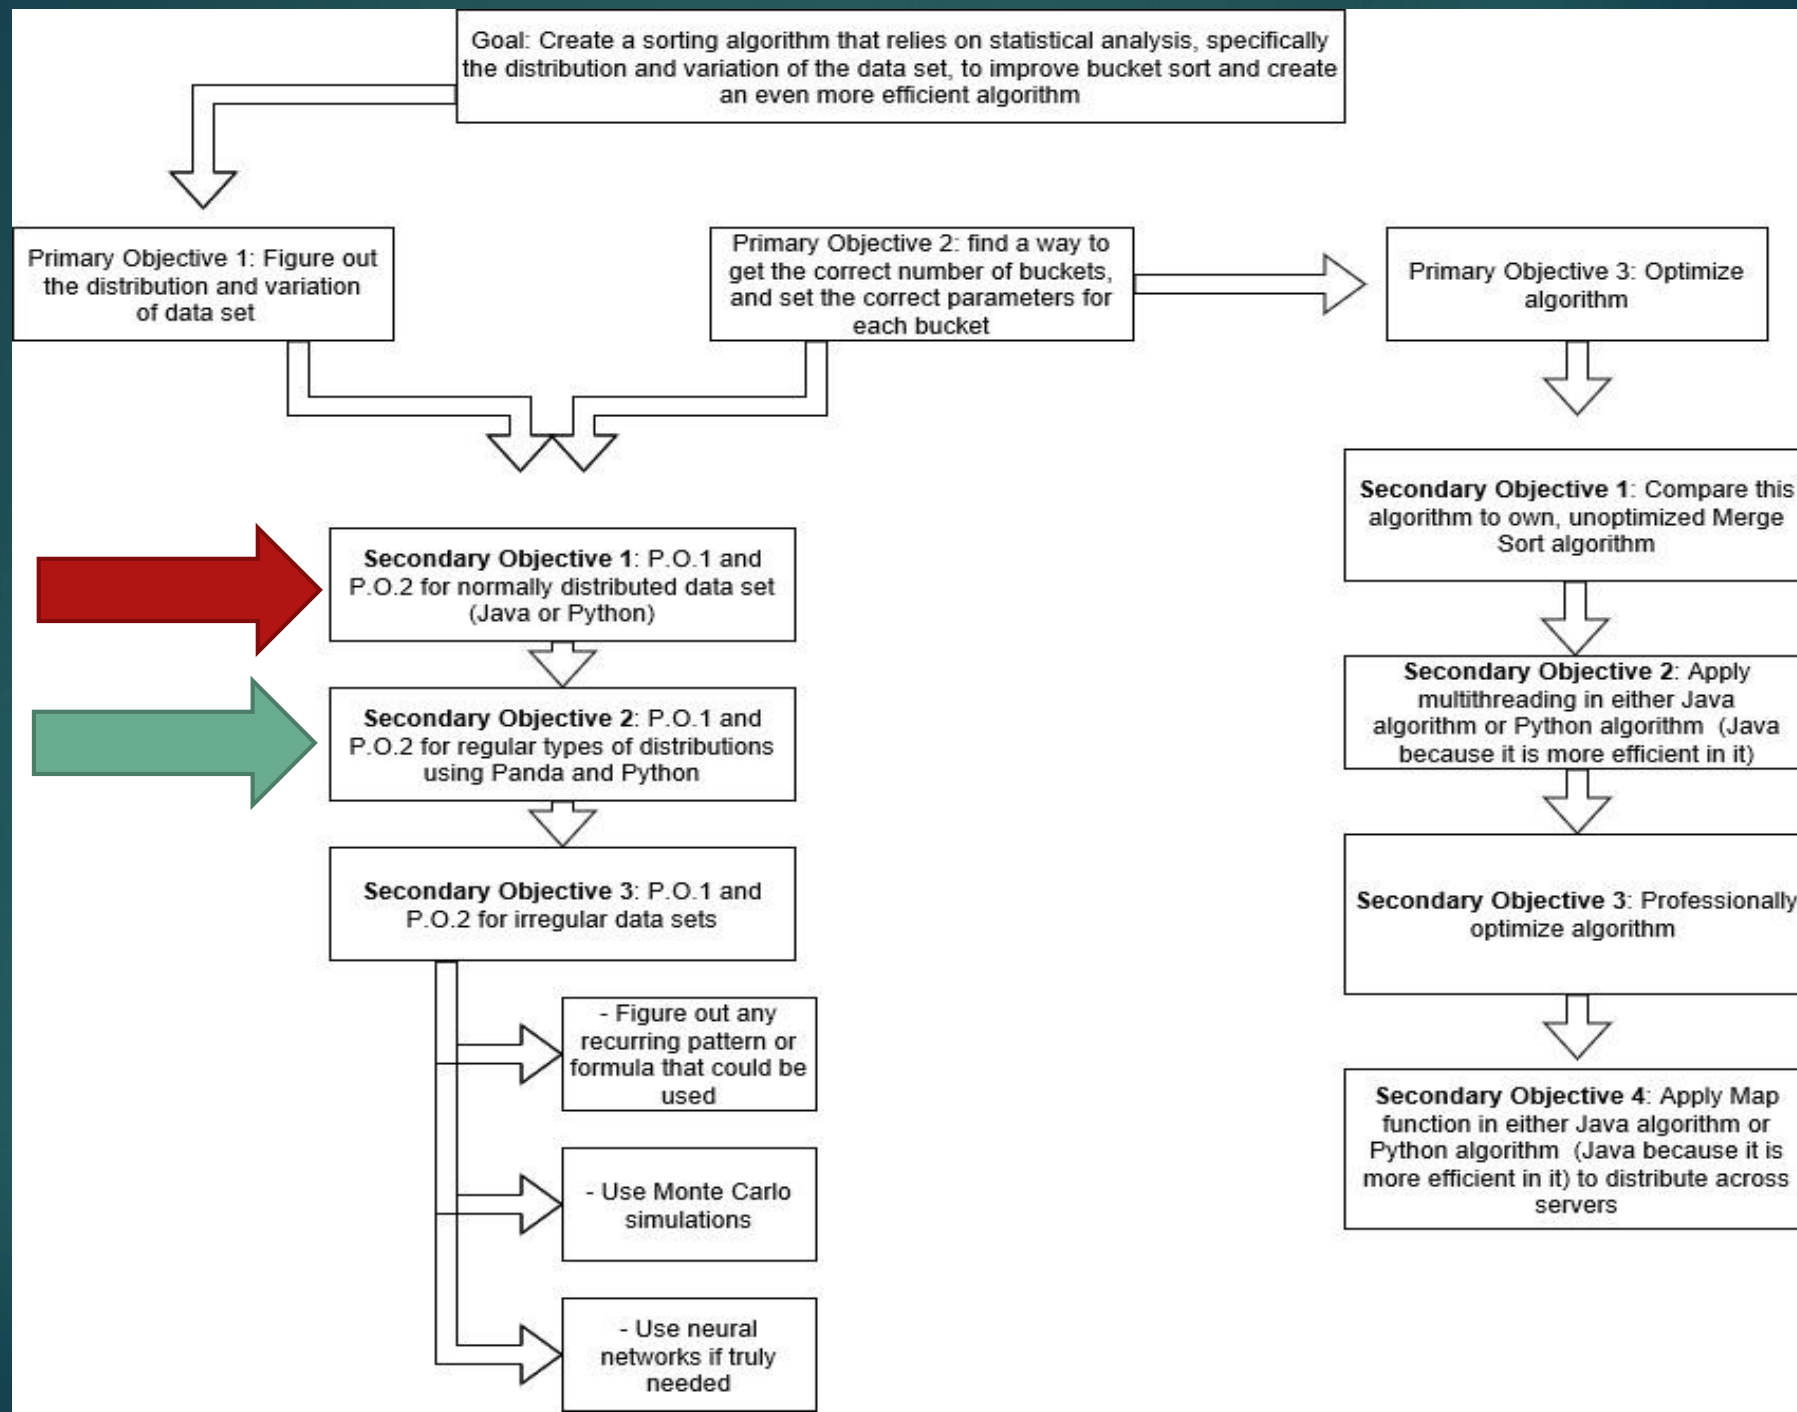 Goal: Create a sorting algorithm that relies on statistical analysis, specifically
the distribution and variation of the data set, to improve bucket sort and create
an even more efficient algorithm
Primary Objective 1: Figure out
the distribution and variation
of data set
Primary Objective 2: find a way to
get the correct number of buckets,
and set the correct parameters for
each bucket
Primary Objective 3: Optimize
algorithm
Secondary Objective 1: P.O.1 and
P.O.2 for normally distributed data set
(Java or Python)
Secondary Objective 2: P.O.1 and
P.O.2 for regular types of distributions
using Panda and Python
Secondary Objective 3: P.O.1 and
P.O.2 for irregular data sets
- Figure out any
recurring pattern or
formula that could be
used
- Use Monte Carlo
simulations
- Use neural
networks if truly
needed
Secondary Objective 1: Compare this
algorithm to own, unoptimized Merge
Sort algorithm
Secondary Objective 2: Apply
multithreading in either Java
algorithm or Python algorithm (Java
because it is more efficient in it)
Secondary Objective 3: Professionally
optimize algorithm
Secondary Objective 4: Apply Map
function in either Java algorithm or
Python algorithm (Java because it is
more efficient in it) to distribute across
servers